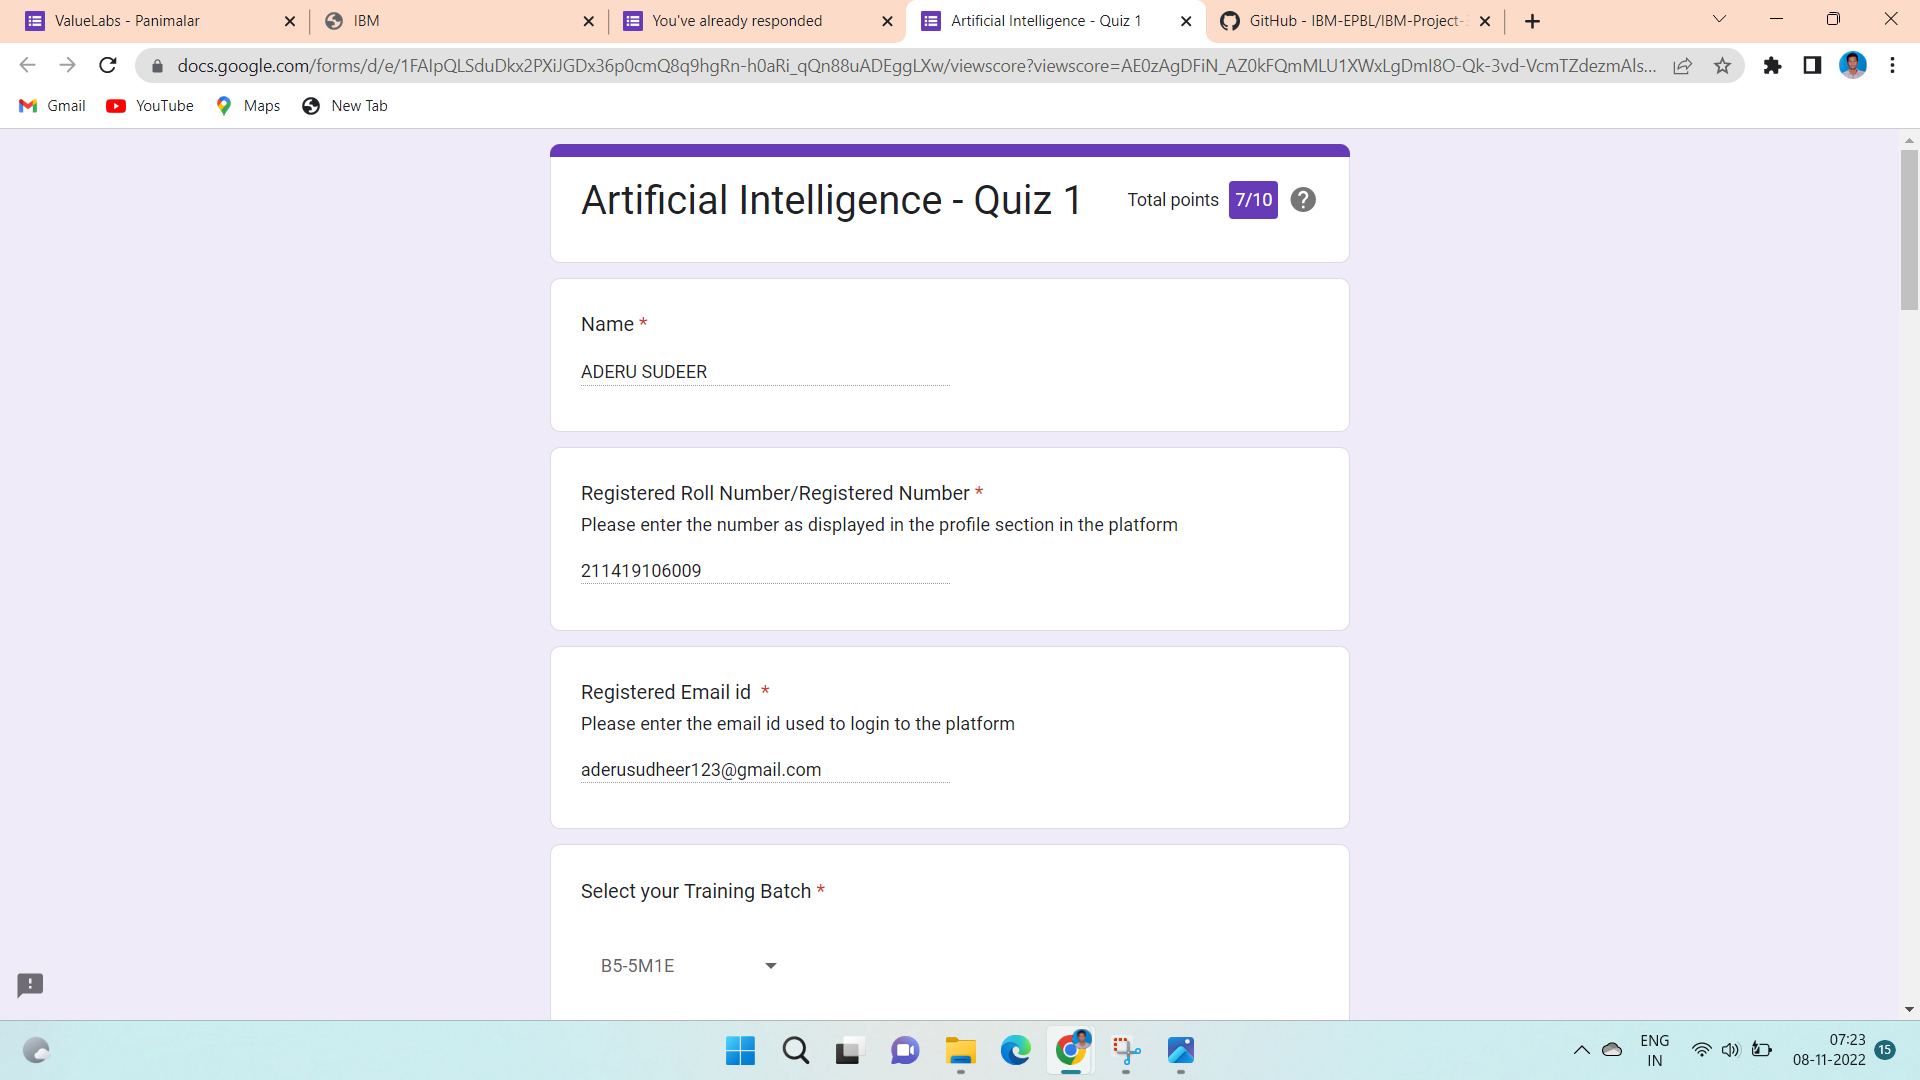 ValueLabs - Panimalar
IBM
You've already responded
Artificial Intelligence - Quiz 1
GitHub - IBM-EPBL/IBM-Project-
docs.google.com/forms/d/e/1FAIpQLSduDkx2PXiJGDx36p0cmQ8q9hgRn-h0aRi_qQn88uADEggLXw/viewscore?viewscore=AE0zAgDFiN_AZ0kFQmMLU1XWxLgDmI8O-Qk-3vd-VcmTZdezmAls...
Gmail
YouTube
Maps
New Tab
Artificial Intelligence - Quiz 1
Total points 7/10
Name *
ADERU SUDEER
Registered Roll Number/Registered Number *
Please enter the number as displayed in the profile section in the platform
211419106009
Registered Email id *
Please enter the email id used to login to the platform
aderusudheer123@gmail.com
Select your Training Batch *
B5-5M1E
ENG
IN
07:23
08-11-2022
15